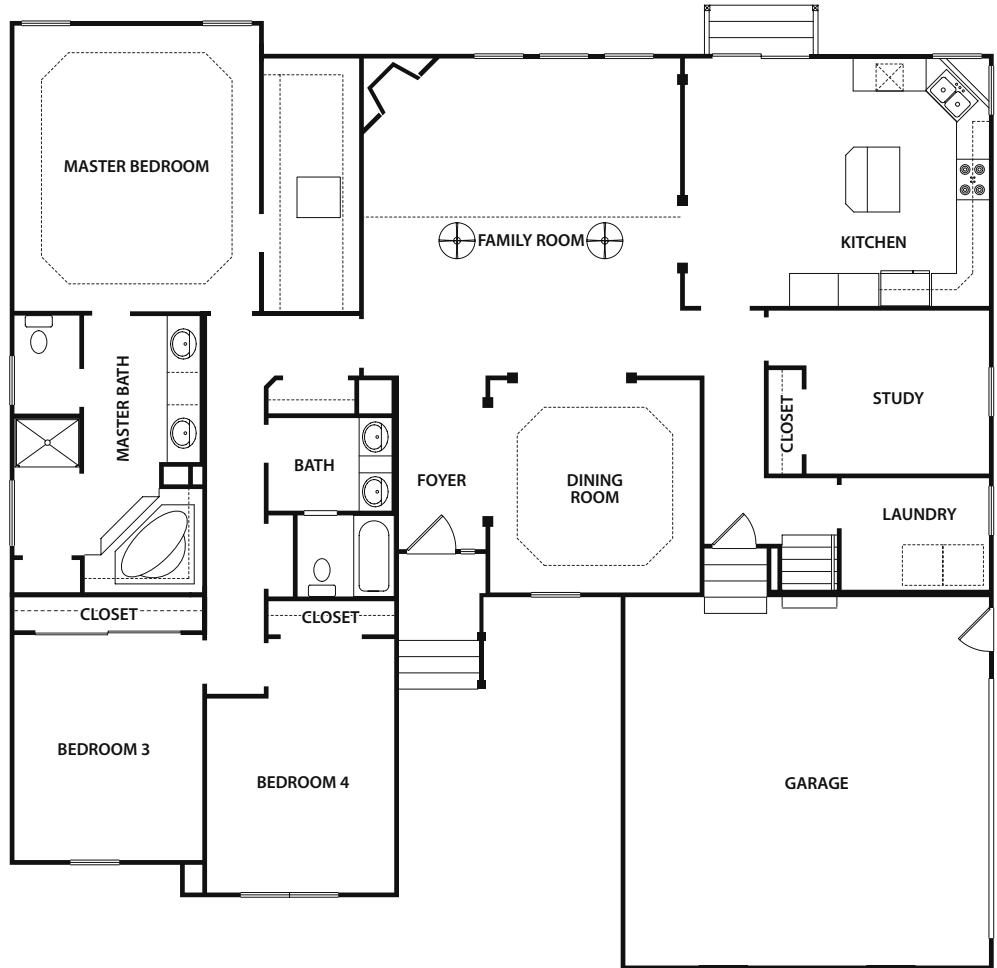 MASTER BEDROOM
FAMILY ROOM
KITCHEN
MASTER BATH
CLOSET
STUDY
BATH
FOYER
DINING
ROOM
LAUNDRY
CLOSET
CLOSET
BEDROOM 3
BEDROOM 4
GARAGE